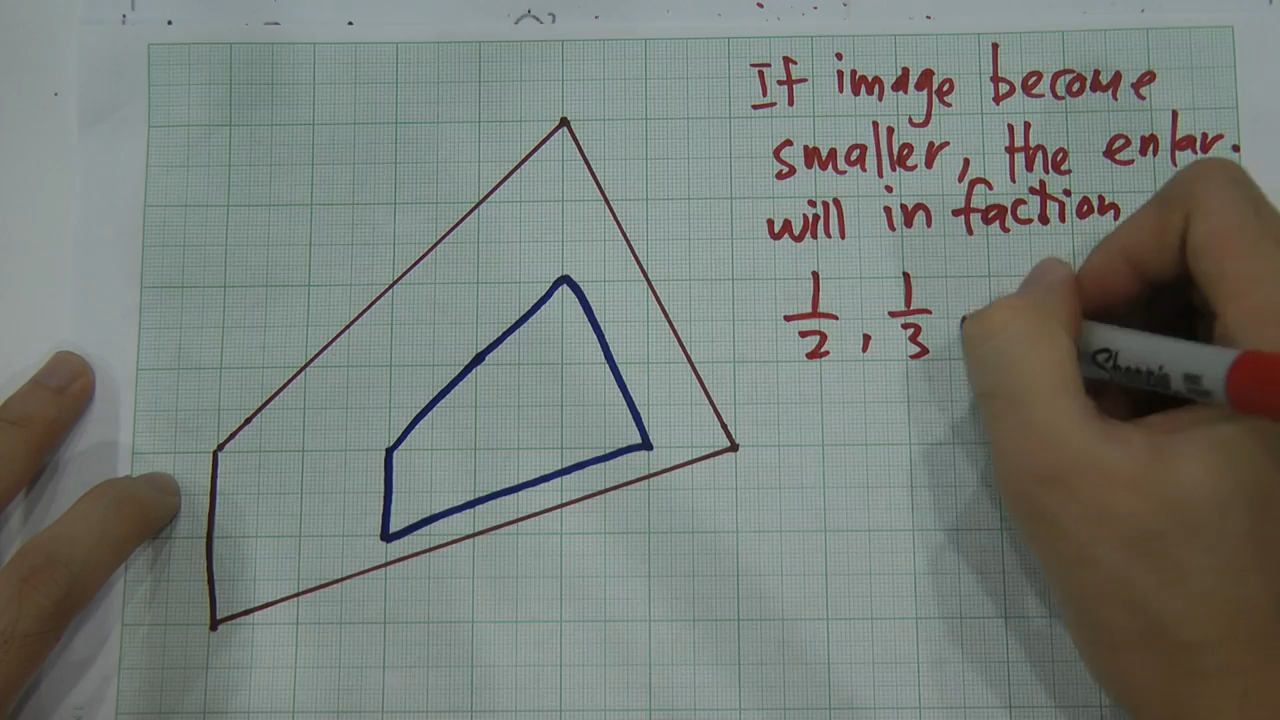 If image become
smaller, the enlar.
will in faction
1/2, 1/3
Sharpie